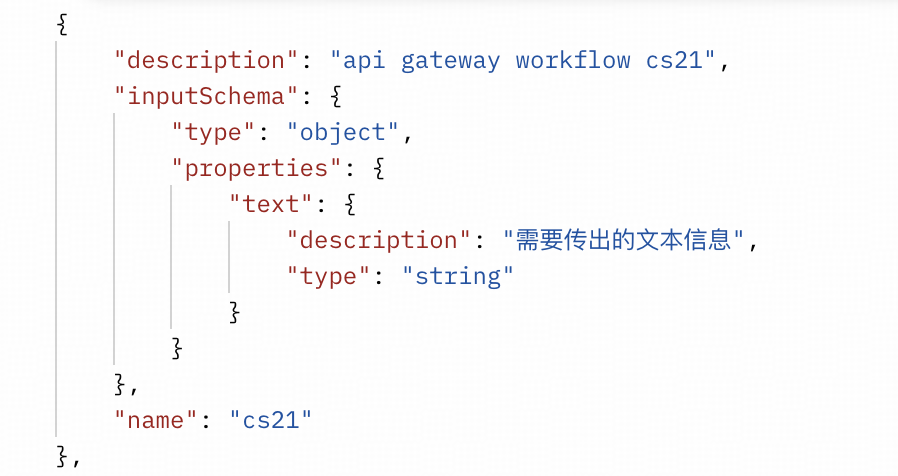 {
"description": "api gateway workflow cs21",
"inputSchema": {
"type": "object",
"properties": {
"text": {
"description": "需要传出的文本信息",
"type": "string"
}
}
},
"name": "cs21"
},